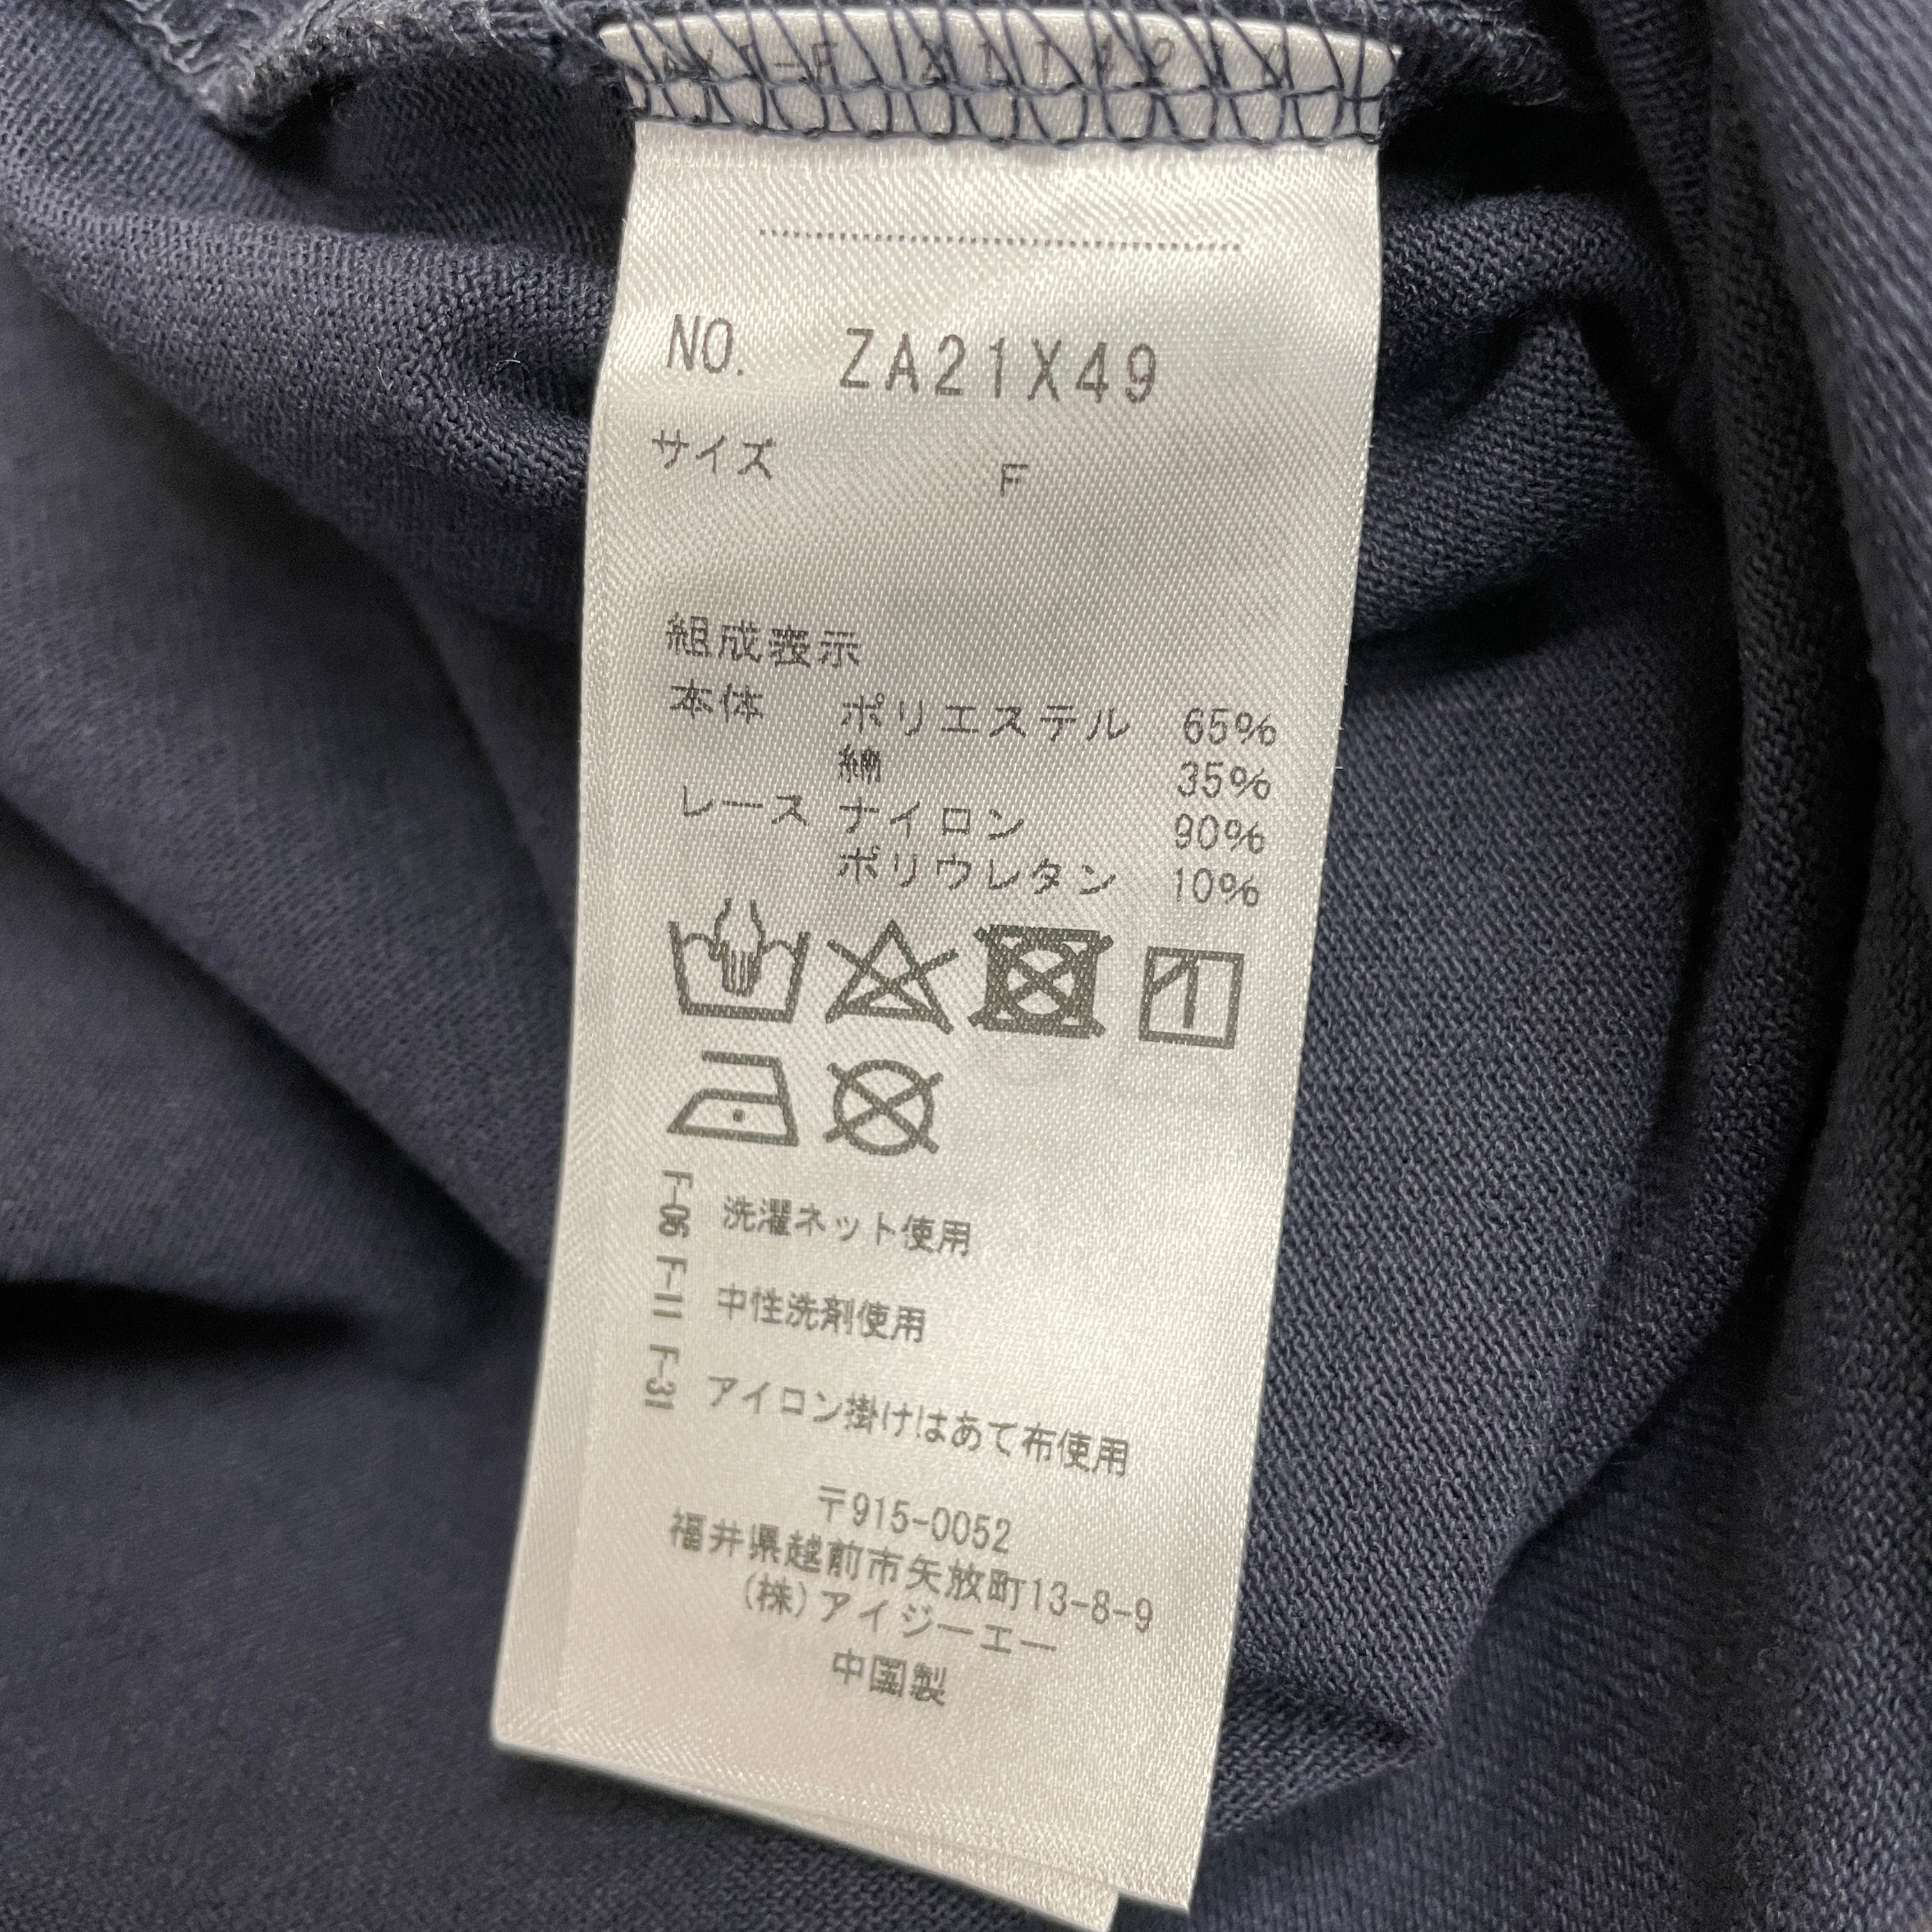 NO. ZA21X49
サイズ F
組成表示
本体 ポリエステル 65%
綿 35%
レース ナイロン 90%
ポリウレタン 10%
F-06 F-11 F-31
洗濯ネット使用
中性洗剤使用
アイロン掛けはあて布使用
〒915-0052
福井県越前市矢放町13-8-9
(株)アイジーエー
中国製